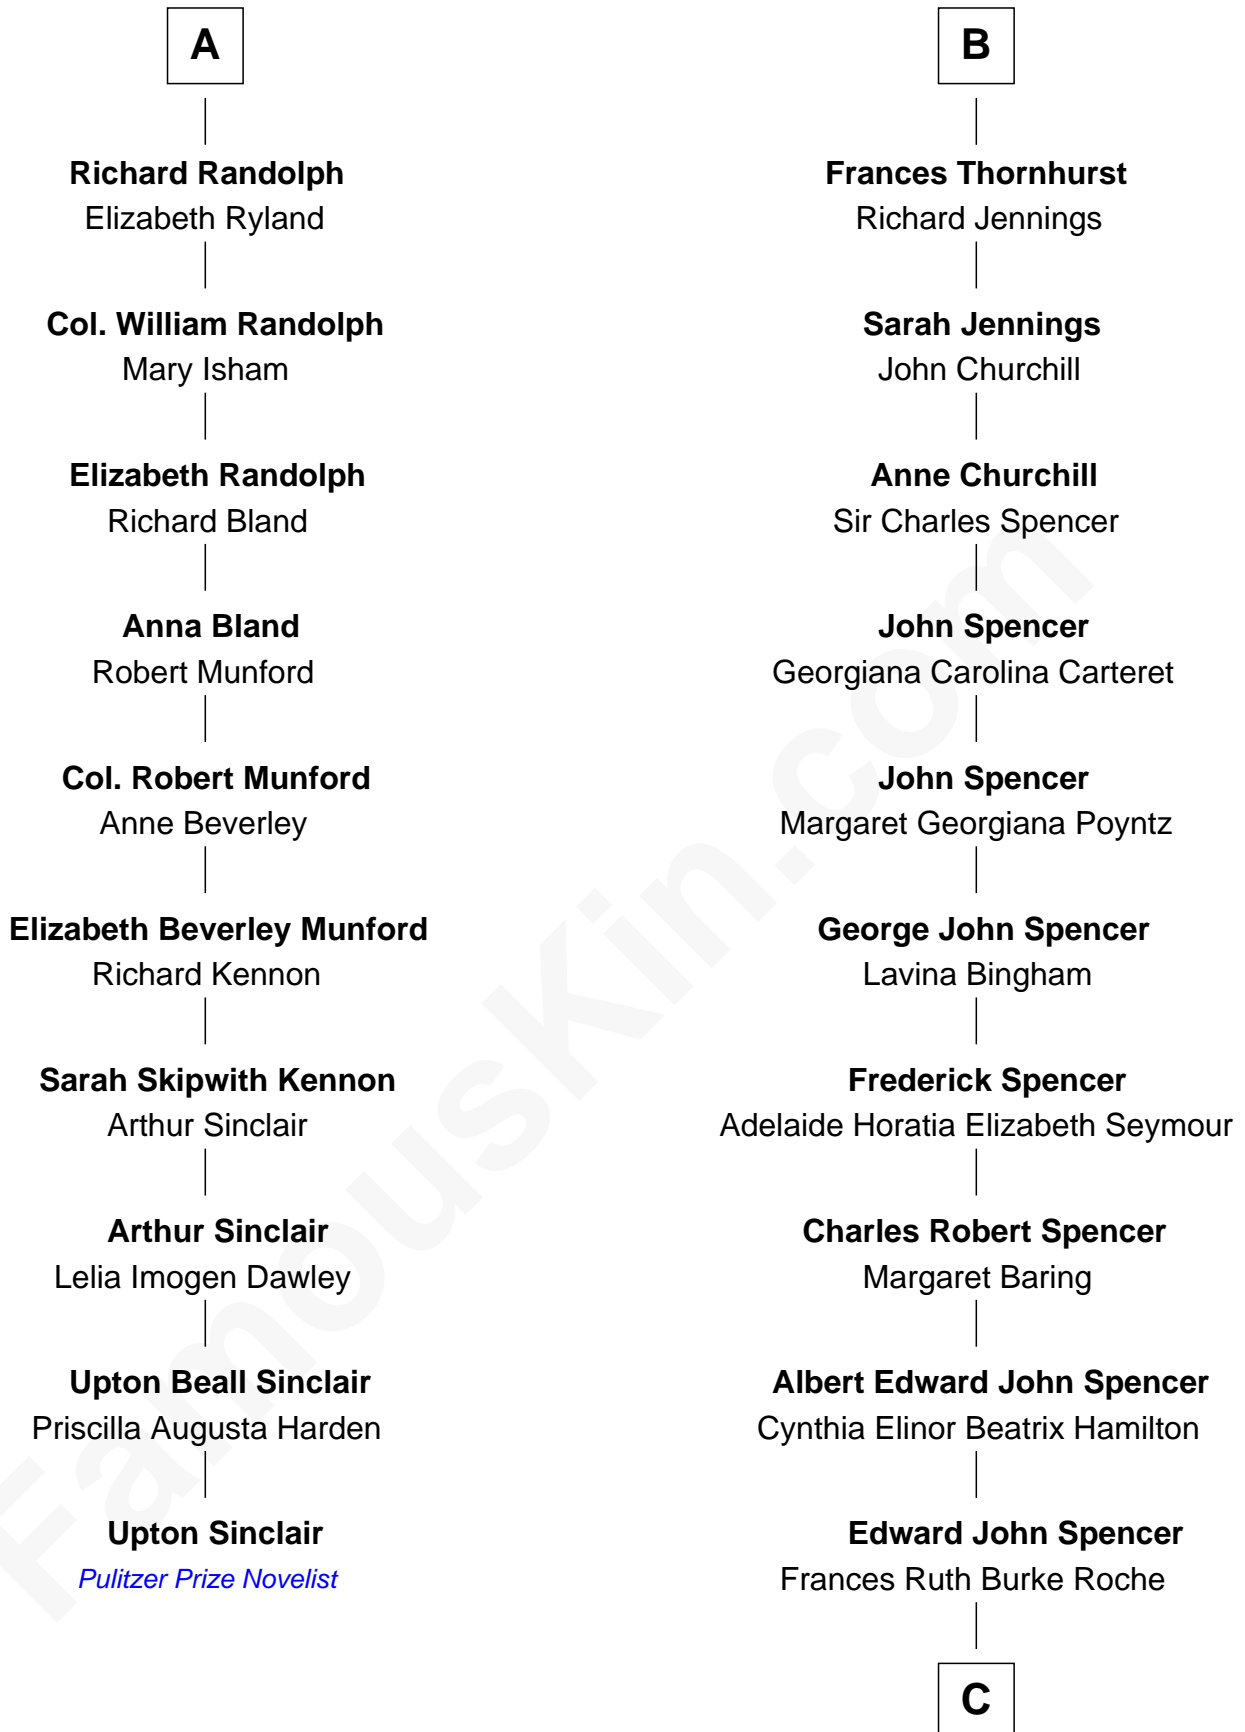 A
Richard Randolph
Elizabeth Ryland
Col. William Randolph
Mary Isham
Elizabeth Randolph
Richard Bland
Anna Bland
Robert Munford
Col. Robert Munford
Anne Beverley
Elizabeth Beverley Munford
Richard Kennon
Sarah Skipwith Kennon
Arthur Sinclair
Arthur Sinclair
Lelia Imogen Dawley
Upton Beall Sinclair
Priscilla Augusta Harden
Upton Sinclair
Pulitzer Prize Novelist
B
Frances Thornhurst
Richard Jennings
Sarah Jennings
John Churchill
Anne Churchill
Sir Charles Spencer
John Spencer
Georgiana Carolina Carteret
John Spencer
Margaret Georgiana Poyntz
George John Spencer
Lavina Bingham
Frederick Spencer
Adelaide Horatia Elizabeth Seymour
Charles Robert Spencer
Margaret Baring
Albert Edward John Spencer
Cynthia Elinor Beatrix Hamilton
Edward John Spencer
Frances Ruth Burke Roche
C
FamousKin.com